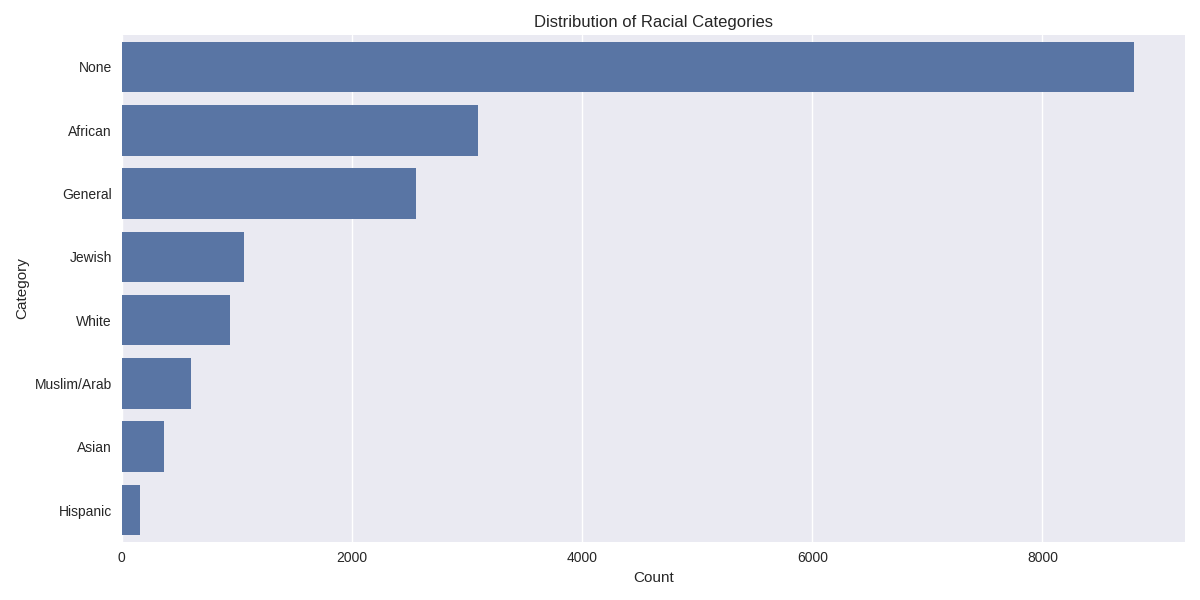 Distribution of Racial Categories
None
African
General
Jewish
White
Muslim/Arab
Asian
Hispanic
Category
0 2000 4000 6000 8000
Count